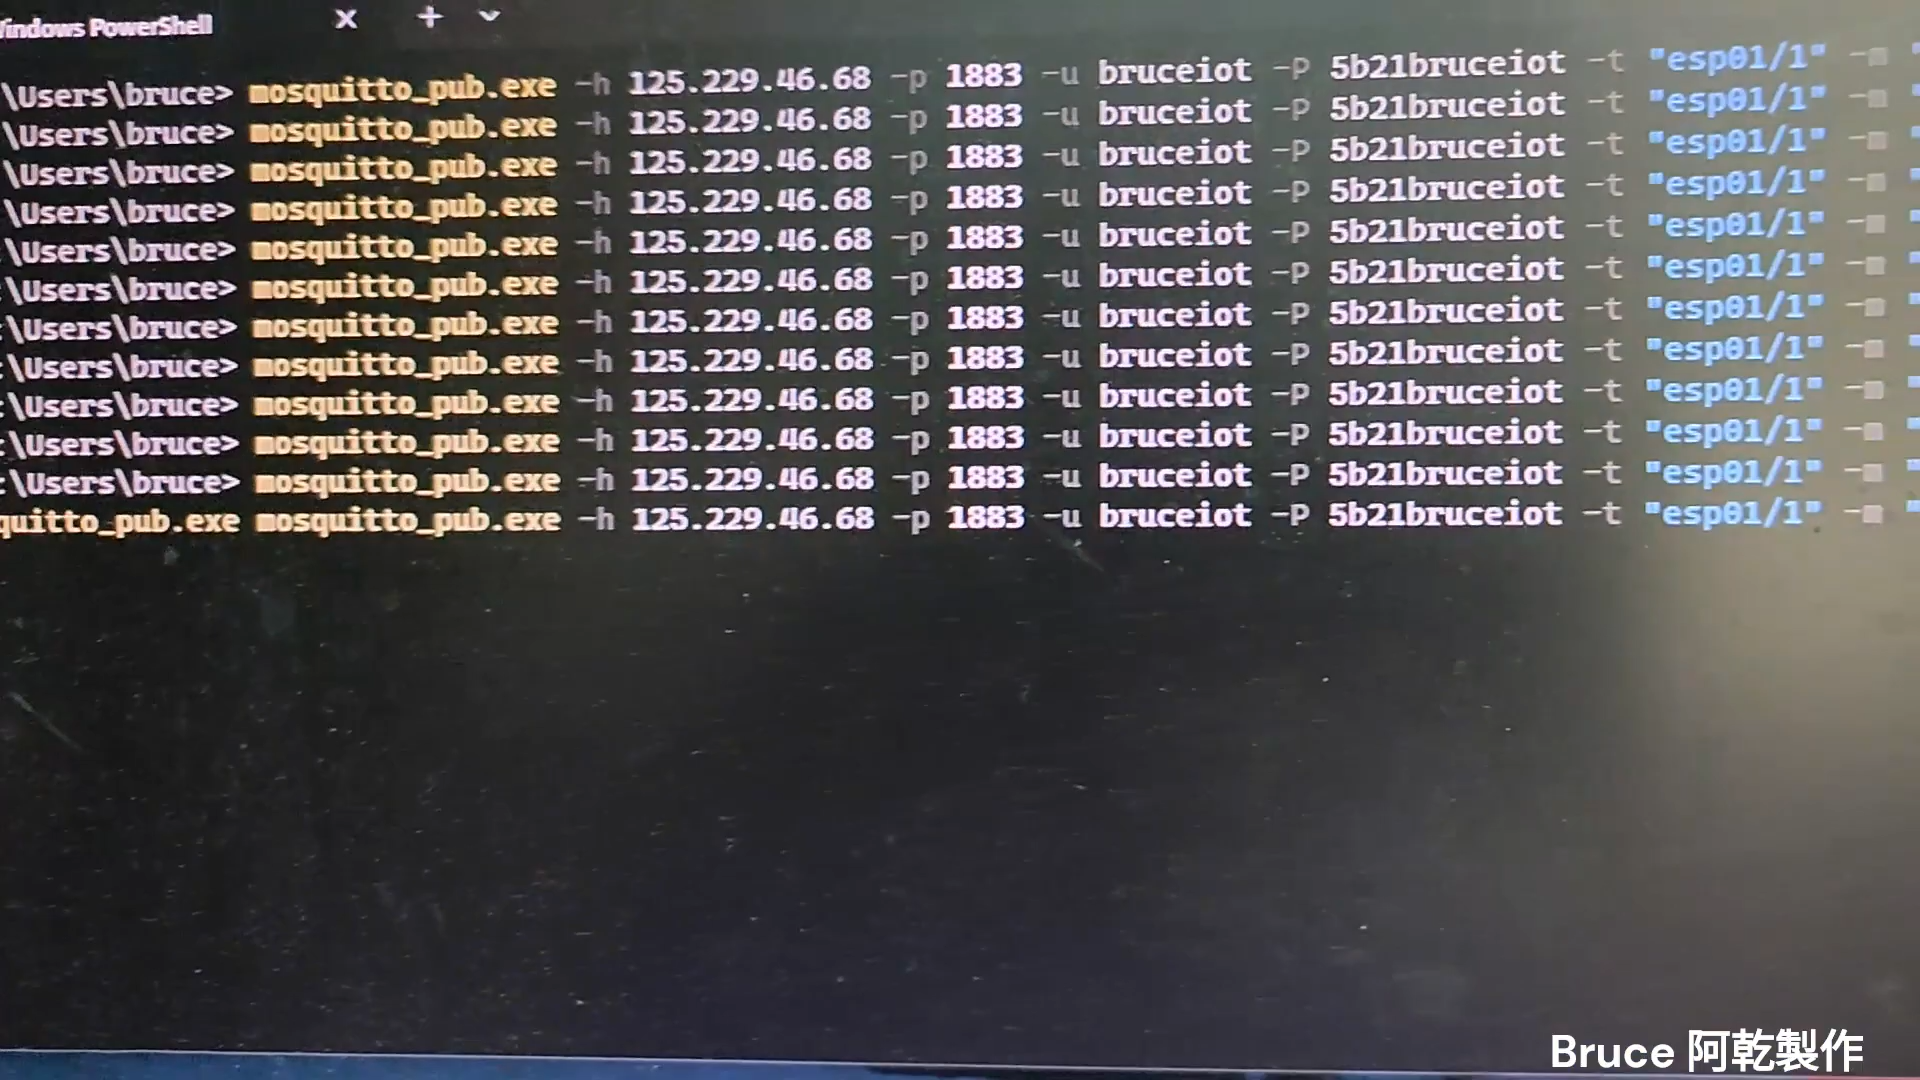 Windows PowerShell
\Users\bruce> mosquitto_pub.exe -h 125.229.46.68 -p 1883 -u bruceiot -P 5b21bruceiot -t "esp01/1" -m "
\Users\bruce> mosquitto_pub.exe -h 125.229.46.68 -p 1883 -u bruceiot -P 5b21bruceiot -t "esp01/1" -m "
\Users\bruce> mosquitto_pub.exe -h 125.229.46.68 -p 1883 -u bruceiot -P 5b21bruceiot -t "esp01/1" -m "
\Users\bruce> mosquitto_pub.exe -h 125.229.46.68 -p 1883 -u bruceiot -P 5b21bruceiot -t "esp01/1" -m "
:\Users\bruce> mosquitto_pub.exe -h 125.229.46.68 -p 1883 -u bruceiot -P 5b21bruceiot -t "esp01/1" -m "
:\Users\bruce> mosquitto_pub.exe -h 125.229.46.68 -p 1883 -u bruceiot -P 5b21bruceiot -t "esp01/1" -m "
:\Users\bruce> mosquitto_pub.exe -h 125.229.46.68 -p 1883 -u bruceiot -P 5b21bruceiot -t "esp01/1" -m "
:\Users\bruce> mosquitto_pub.exe -h 125.229.46.68 -p 1883 -u bruceiot -P 5b21bruceiot -t "esp01/1" -m "
:\Users\bruce> mosquitto_pub.exe -h 125.229.46.68 -p 1883 -u bruceiot -P 5b21bruceiot -t "esp01/1" -m "
:\Users\bruce> mosquitto_pub.exe -h 125.229.46.68 -p 1883 -u bruceiot -P 5b21bruceiot -t "esp01/1" -m "
:\Users\bruce> mosquitto_pub.exe -h 125.229.46.68 -p 1883 -u bruceiot -P 5b21bruceiot -t "esp01/1" -m "
quitto_pub.exe mosquitto_pub.exe -h 125.229.46.68 -p 1883 -u bruceiot -P 5b21bruceiot -t "esp01/1" -m "
Bruce 阿乾製作